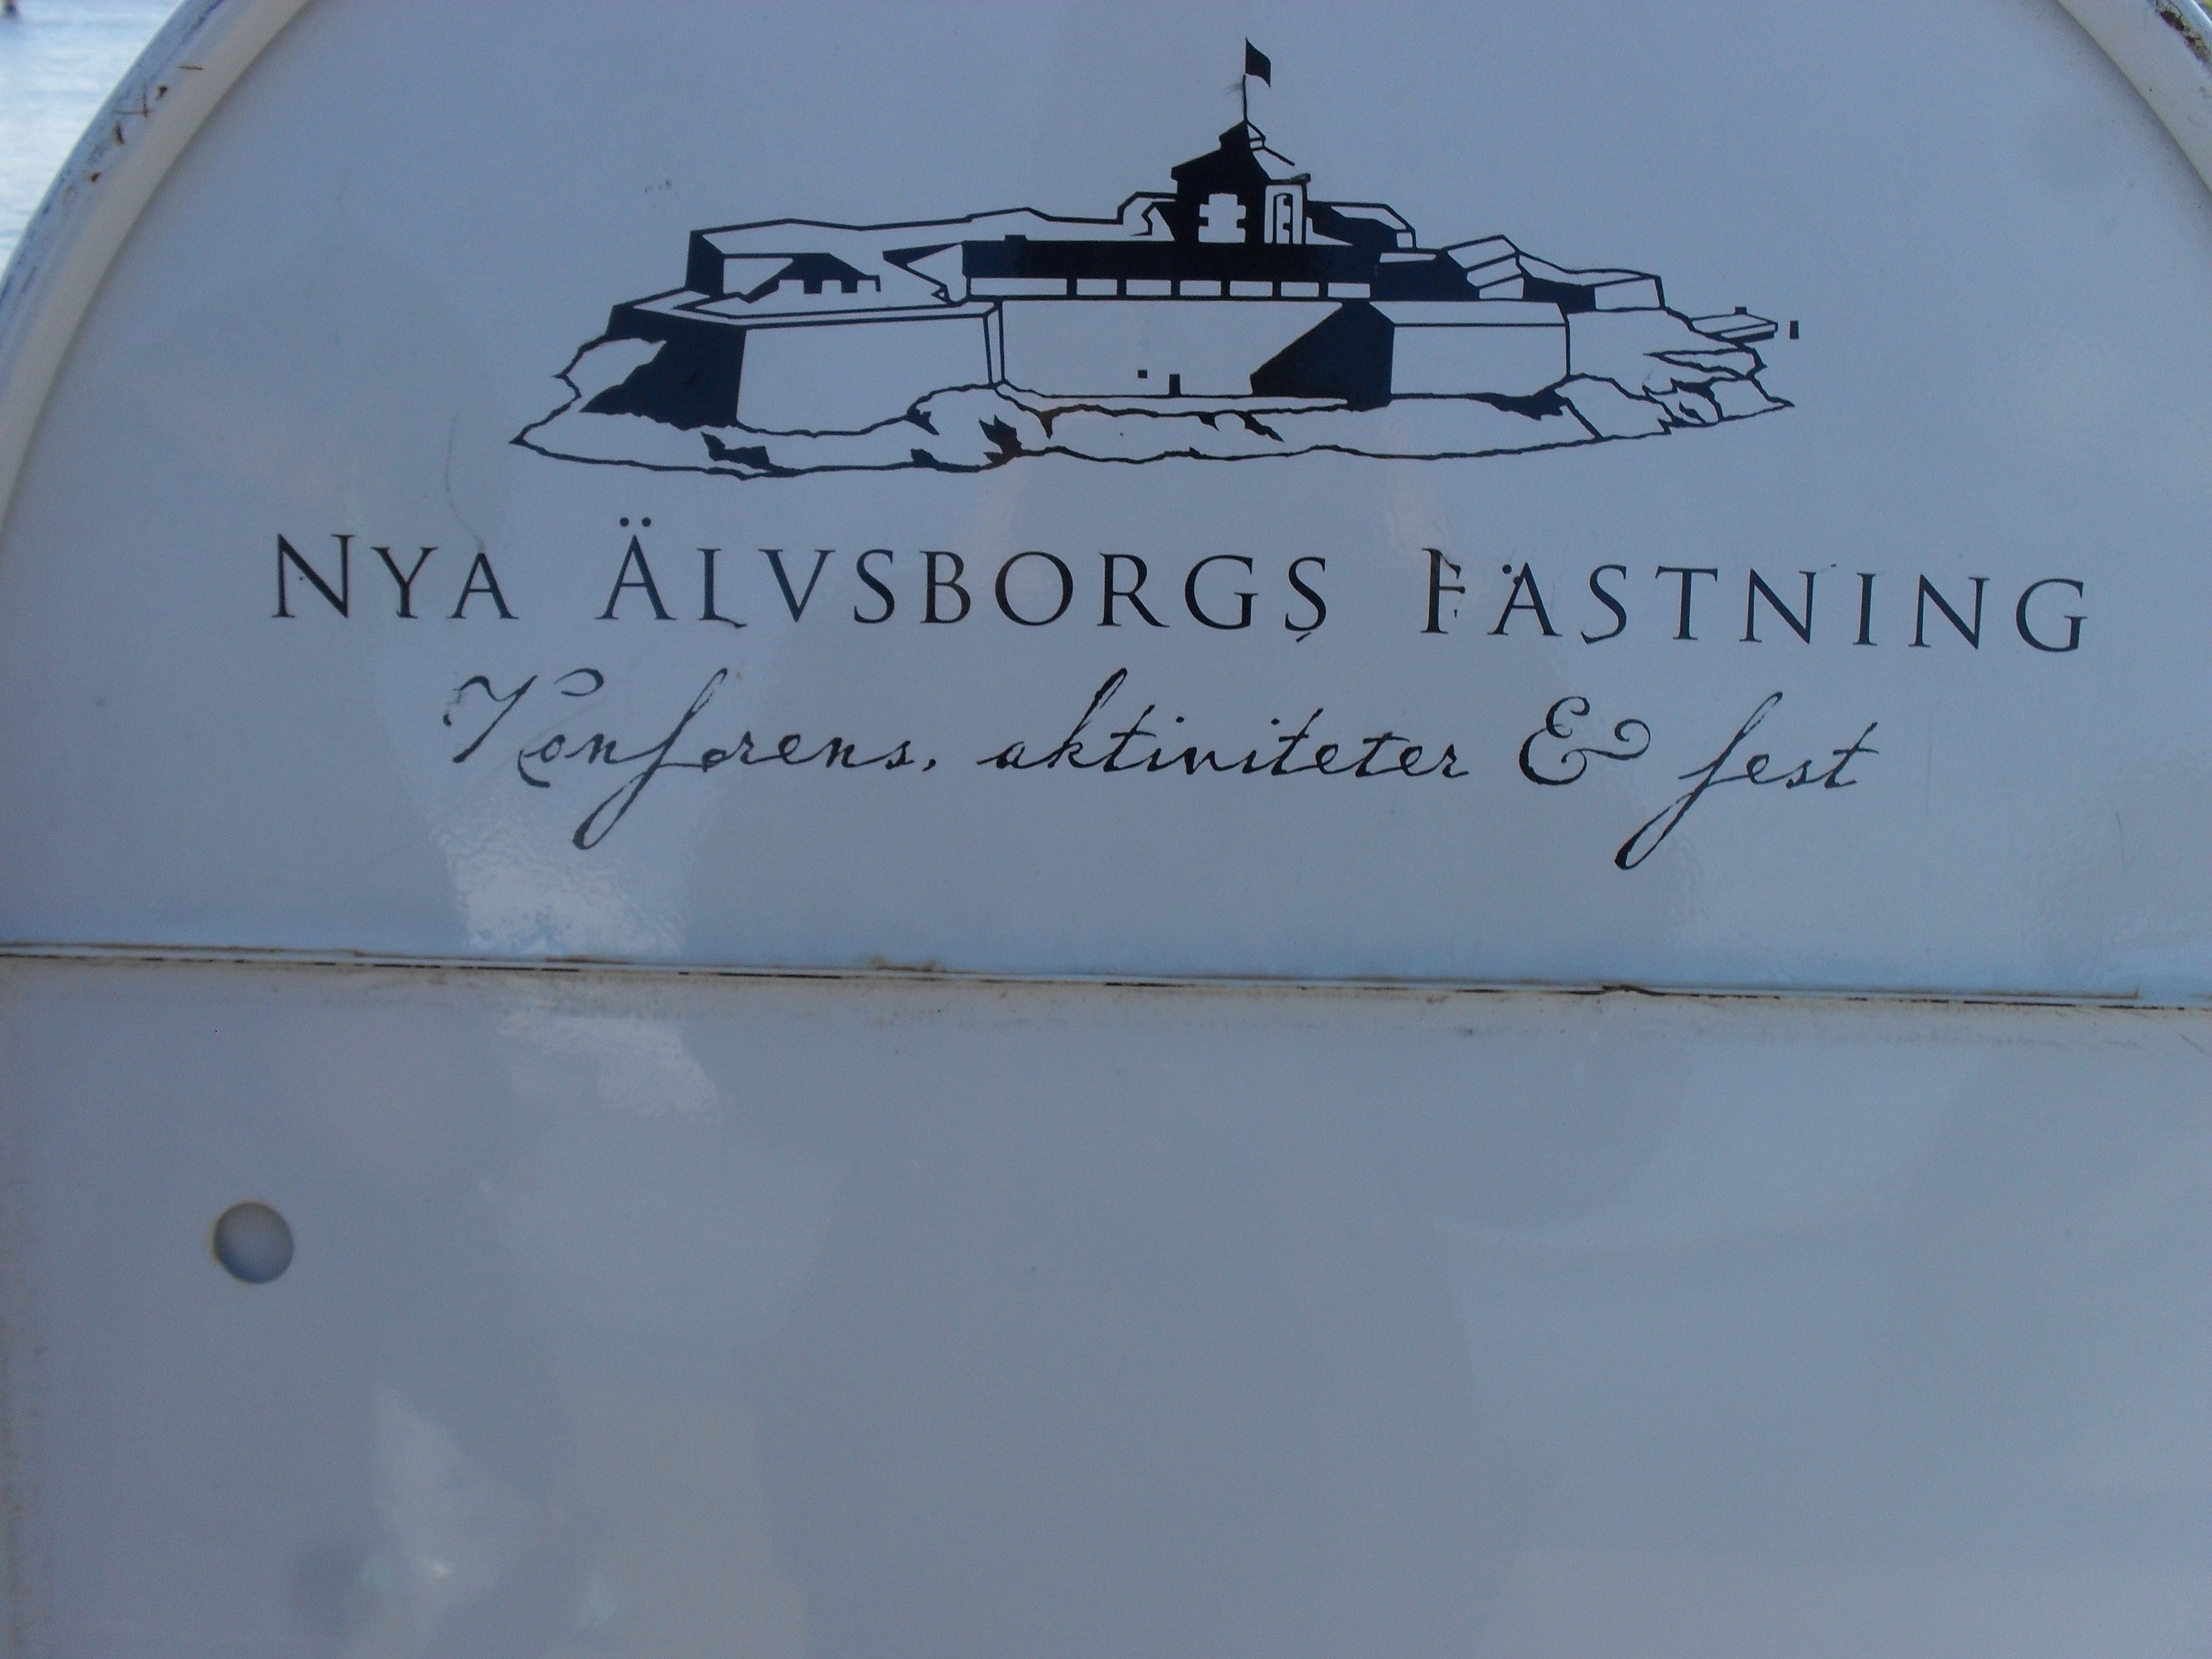 NYA ÄLVSBORGS FÄSTNING
Konferens, aktiviteter & fest